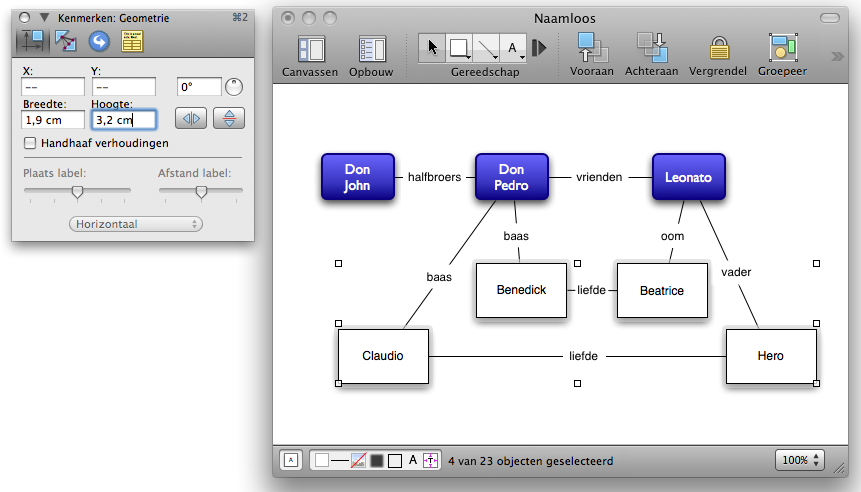 Kenmerken: Geometrie ⌘2
X: Y:
-- -- 0°
Breedte: Hoogte:
1,9 cm 3,2 cm
Handhaaf verhoudingen
Plaats label: Afstand label:
Horizontaal
Naamloos
Canvassen Opbouw Gereedschap Vooraan Achteraan Vergrendel Groepeer
A
Don
John
halfbroers
Don
Pedro
vrienden
Leonato
baas
oom
baas
vader
Benedick
liefde
Beatrice
Claudio
liefde
Hero
A A T 4 van 23 objecten geselecteerd 100%